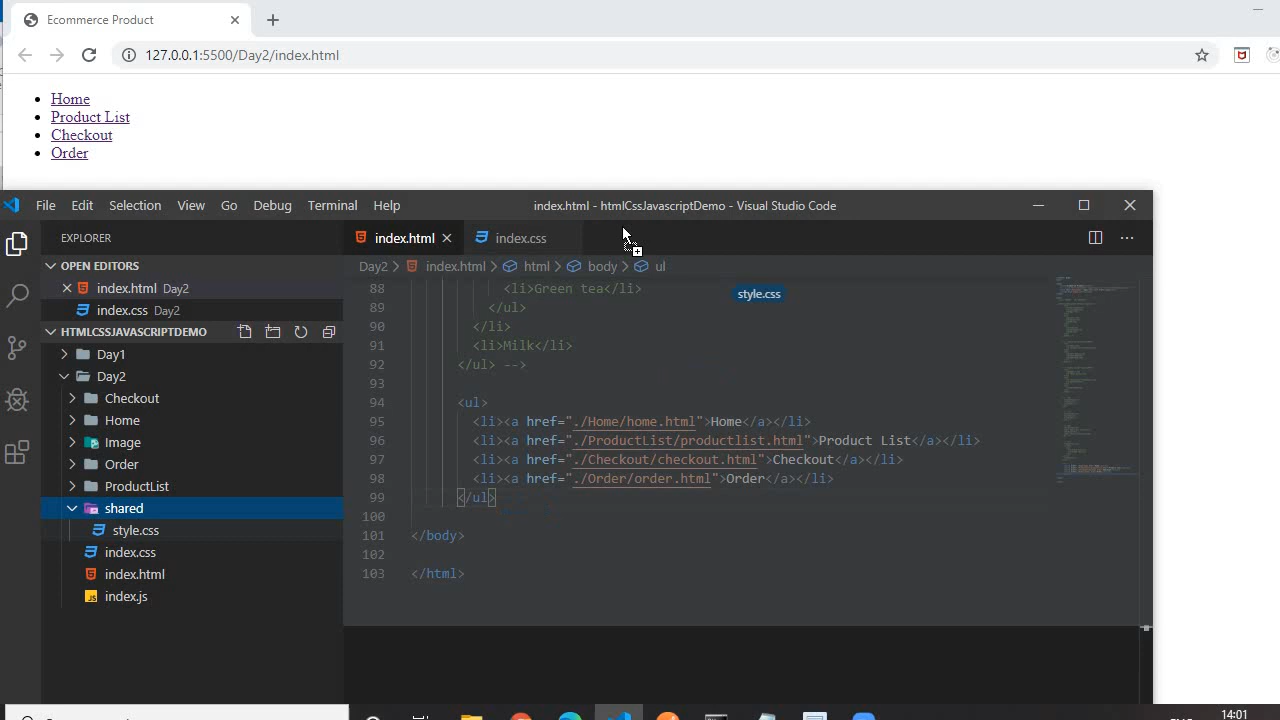 Ecommerce Product
127.0.0.1:5500/Day2/index.html
Home
Product List
Checkout
Order
File Edit Selection View Go Debug Terminal Help
index.html - htmlCssJavascriptDemo - Visual Studio Code
EXPLORER
OPEN EDITORS
index.html Day2
index.css Day2
HTMLCSSJAVASCRIPTDEMO
Day1
Day2
Checkout
Home
Image
Order
ProductList
shared
style.css
index.css
index.html
index.js
index.html
index.css
Day2 > index.html > html > body > ul
style.css
88 <li>Green tea</li>
89 </ul>
90 </li>
91 <li>Milk</li>
92 </ul> -->
93
94 <ul>
95 <li><a href="./Home/home.html">Home</a></li>
96 <li><a href="./ProductList/productlist.html">Product List</a></li>
97 <li><a href="./Checkout/checkout.html">Checkout</a></li>
98 <li><a href="./Order/order.html">Order</a></li>
99 </ul>
100
101 </body>
102
103 </html>
14:01